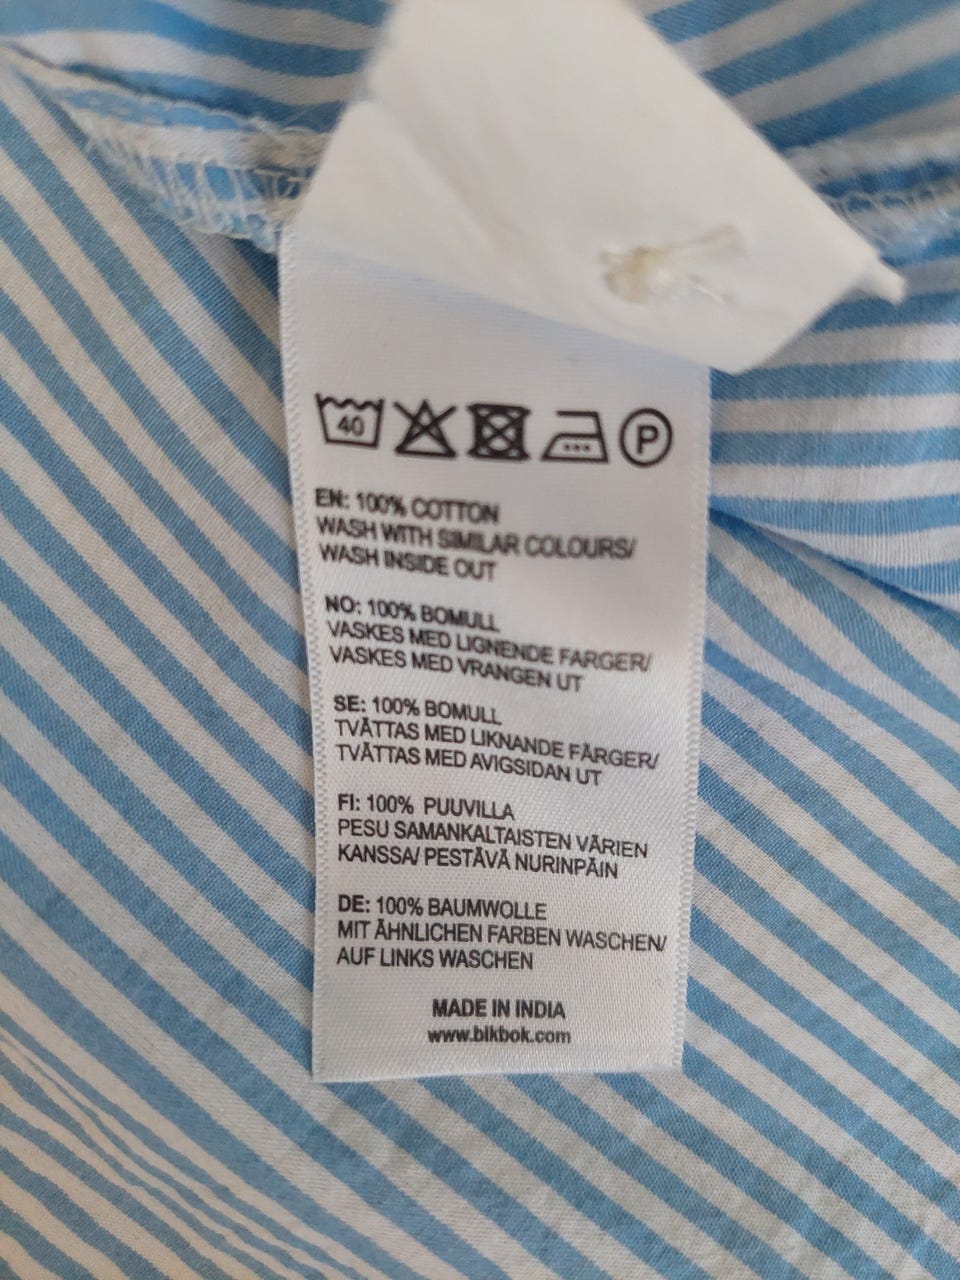 40
P
EN: 100% COTTON
WASH WITH SIMILAR COLOURS/
WASH INSIDE OUT
NO: 100% BOMULL
VASKES MED LIGNENDE FARGER/
VASKES MED VRANGEN UT
SE: 100% BOMULL
TVÄTTAS MED LIKNANDE FÄRGER/
TVÄTTAS MED AVIGSIDAN UT
FI: 100% PUUVILLA
PESU SAMANKALTAISTEN VÄRIEN
KANSSA/ PESTÄVÄ NURINPÄIN
DE: 100% BAUMWOLLE
MIT ÄHNLICHEN FARBEN WASCHEN/
AUF LINKS WASCHEN
MADE IN INDIA
www.blkbok.com